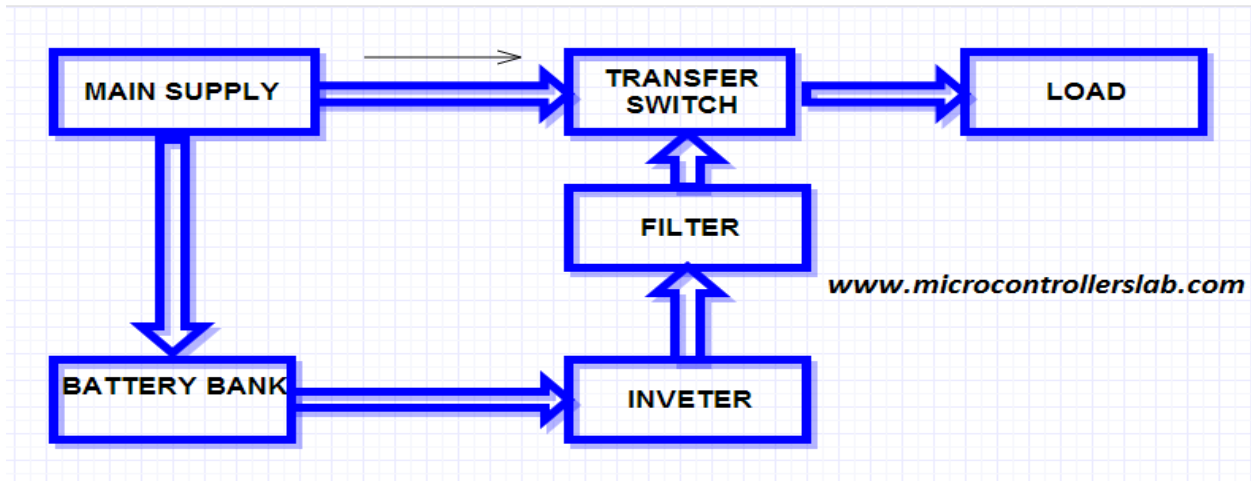 MAIN SUPPLY
TRANSFER
SWITCH
LOAD
FILTER
www.microcontrollerslab.com
BATTERY BANK
INVETER